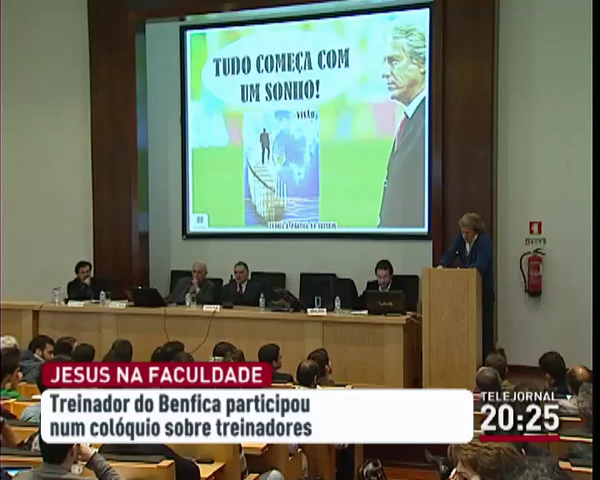 TUDO COMEÇA COM
UM SONHO!
VISÃO
JESUS NA FACULDADE
Treinador do Benfica participou
num colóquio sobre treinadores
TELEJORNAL
20:25